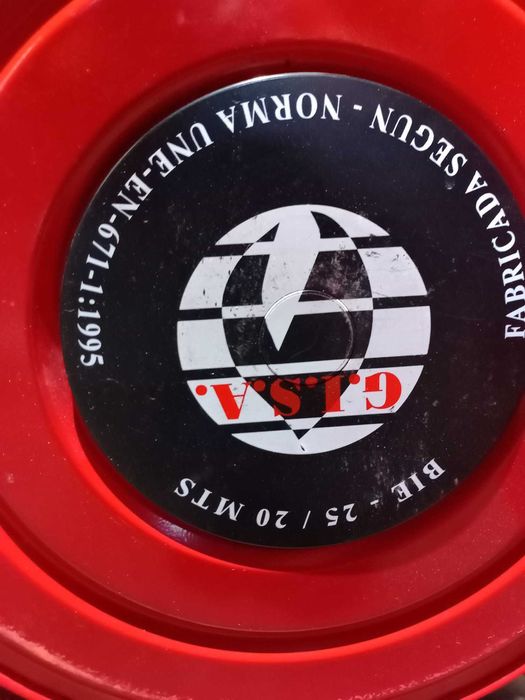 BIE - 25 / 20 MTS
G.I.S.A.
FABRICADA SEGUN - NORMA UNE-EN-671-1:1995